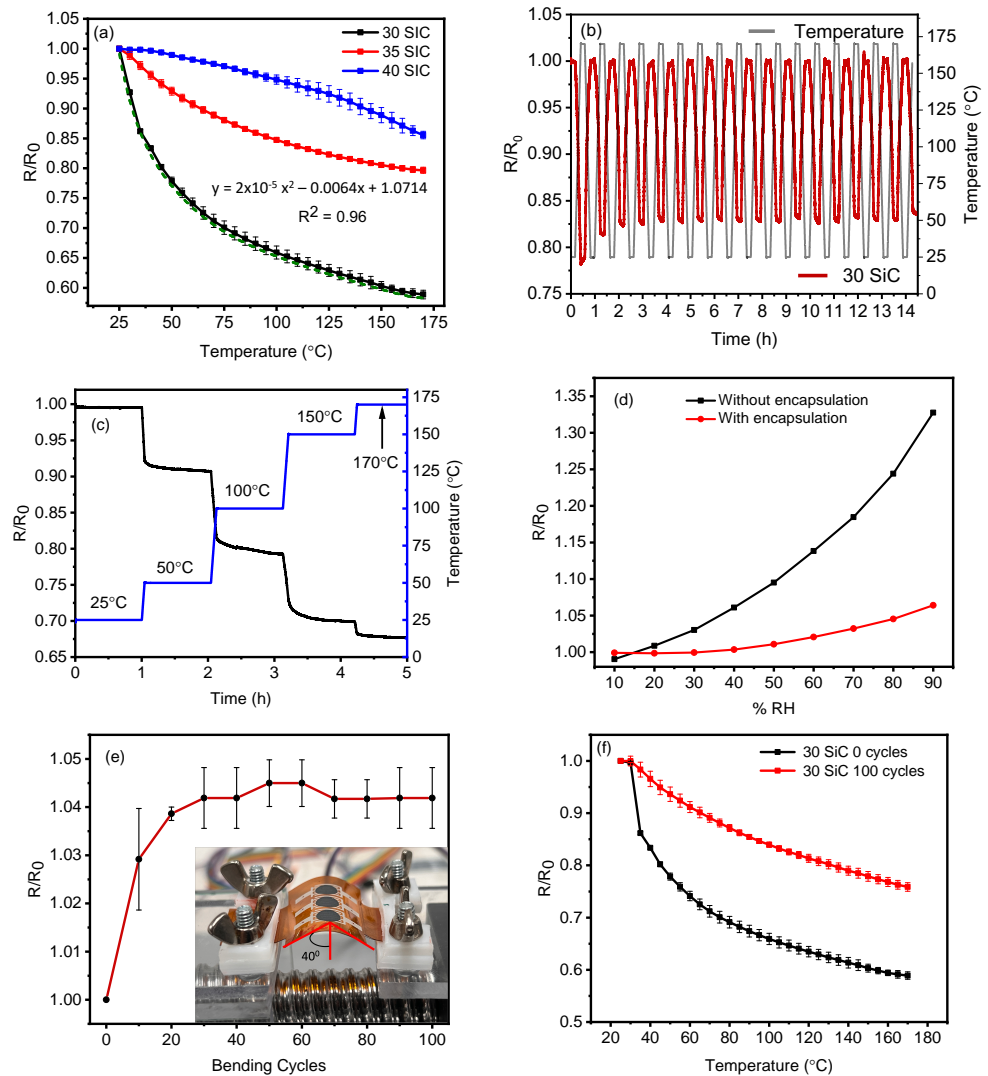 (a)
30 SIC
35 SIC
40 SIC
1.05
1.00
0.95
0.90
0.85
0.80
0.75
0.70
0.65
0.60
R/R0
y = 2x10-5 x2 – 0.0064x + 1.0714
R2 = 0.96
25
50
75
100
125
150
175
Temperature (°C)
(b)
Temperature
30 SiC
1.05
1.00
0.95
0.90
0.85
0.80
0.75
R/R0
175
150
125
100
75
50
25
0
Temperature (°C)
0 1 2 3 4 5 6 7 8 9 10 11 12 13 14
Time (h)
(c)
1.00
0.95
0.90
0.85
0.80
0.75
0.70
0.65
R/R0
25°C
50°C
100°C
150°C
170°C
175
150
125
100
75
50
25
0
Temperature (°C)
0 1 2 3 4 5
Time (h)
(d)
Without encapsulation
With encapsulation
1.35
1.30
1.25
1.20
1.15
1.10
1.05
1.00
R/R0
10 20 30 40 50 60 70 80 90
% RH
(e)
1.05
1.04
1.03
1.02
1.01
1.00
R/R0
40⁰
0 20 40 60 80 100
Bending Cycles
(f)
30 SiC 0 cycles
30 SiC 100 cycles
1.1
1.0
0.9
0.8
0.7
0.6
0.5
R/R0
20 40 60 80 100 120 140 160 180
Temperature (°C)